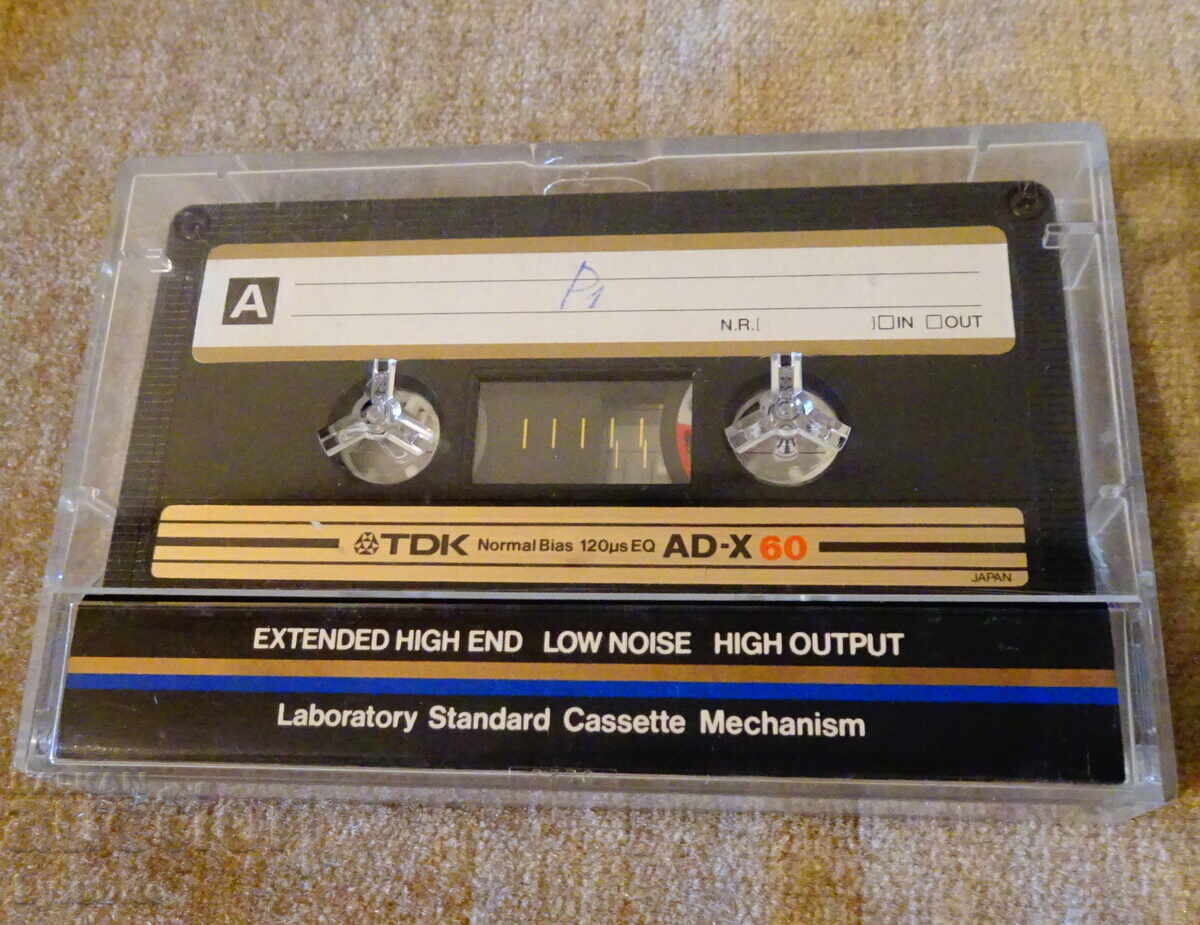 A
P1
N.R.[ ]□IN □OUT
TDK Normal Bias 120µs EQ AD-X 60
JAPAN
EXTENDED HIGH END LOW NOISE HIGH OUTPUT
Laboratory Standard Cassette Mechanism